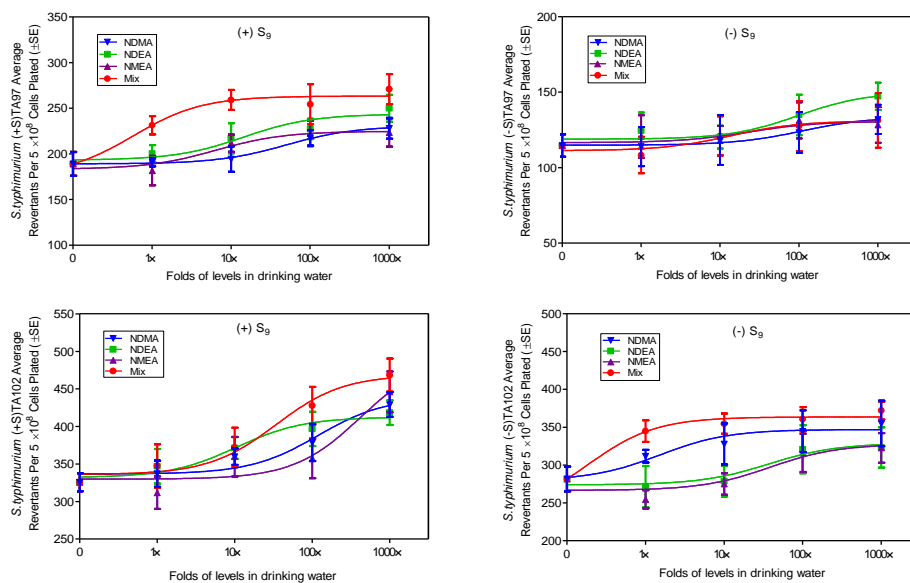 (+) S9
S.typhimurium (+S)TA97 Average
Revertants Per 5 ×10⁸ Cells Plated (±SE)
350
300
250
200
150
100
NDMA
NDEA
NMEA
Mix
0 1× 10× 100× 1000×
Folds of levels in drinking water
(-) S9
S.typhimurium (-S)TA97 Average
Revertants Per 5 ×10⁸ Cells Plated (±SE)
200
150
100
50
NDMA
NDEA
NMEA
Mix
0 1× 10× 100× 1000×
Folds of levels in drinking water
(+) S9
S.typhimurium (+S)TA102 Average
Revertants Per 5 ×10⁸ Cells Plated (±SE)
550
500
450
400
350
300
250
NDMA
NDEA
NMEA
Mix
0 1× 10× 100× 1000×
Folds of levels in drinking water
(-) S9
S.typhimurium (-S)TA102 Average
Revertants Per 5 ×10⁸ Cells Plated (±SE)
500
450
400
350
300
250
200
NDMA
NDEA
NMEA
Mix
0 1× 10× 100× 1000×
Folds of levels in drinking water